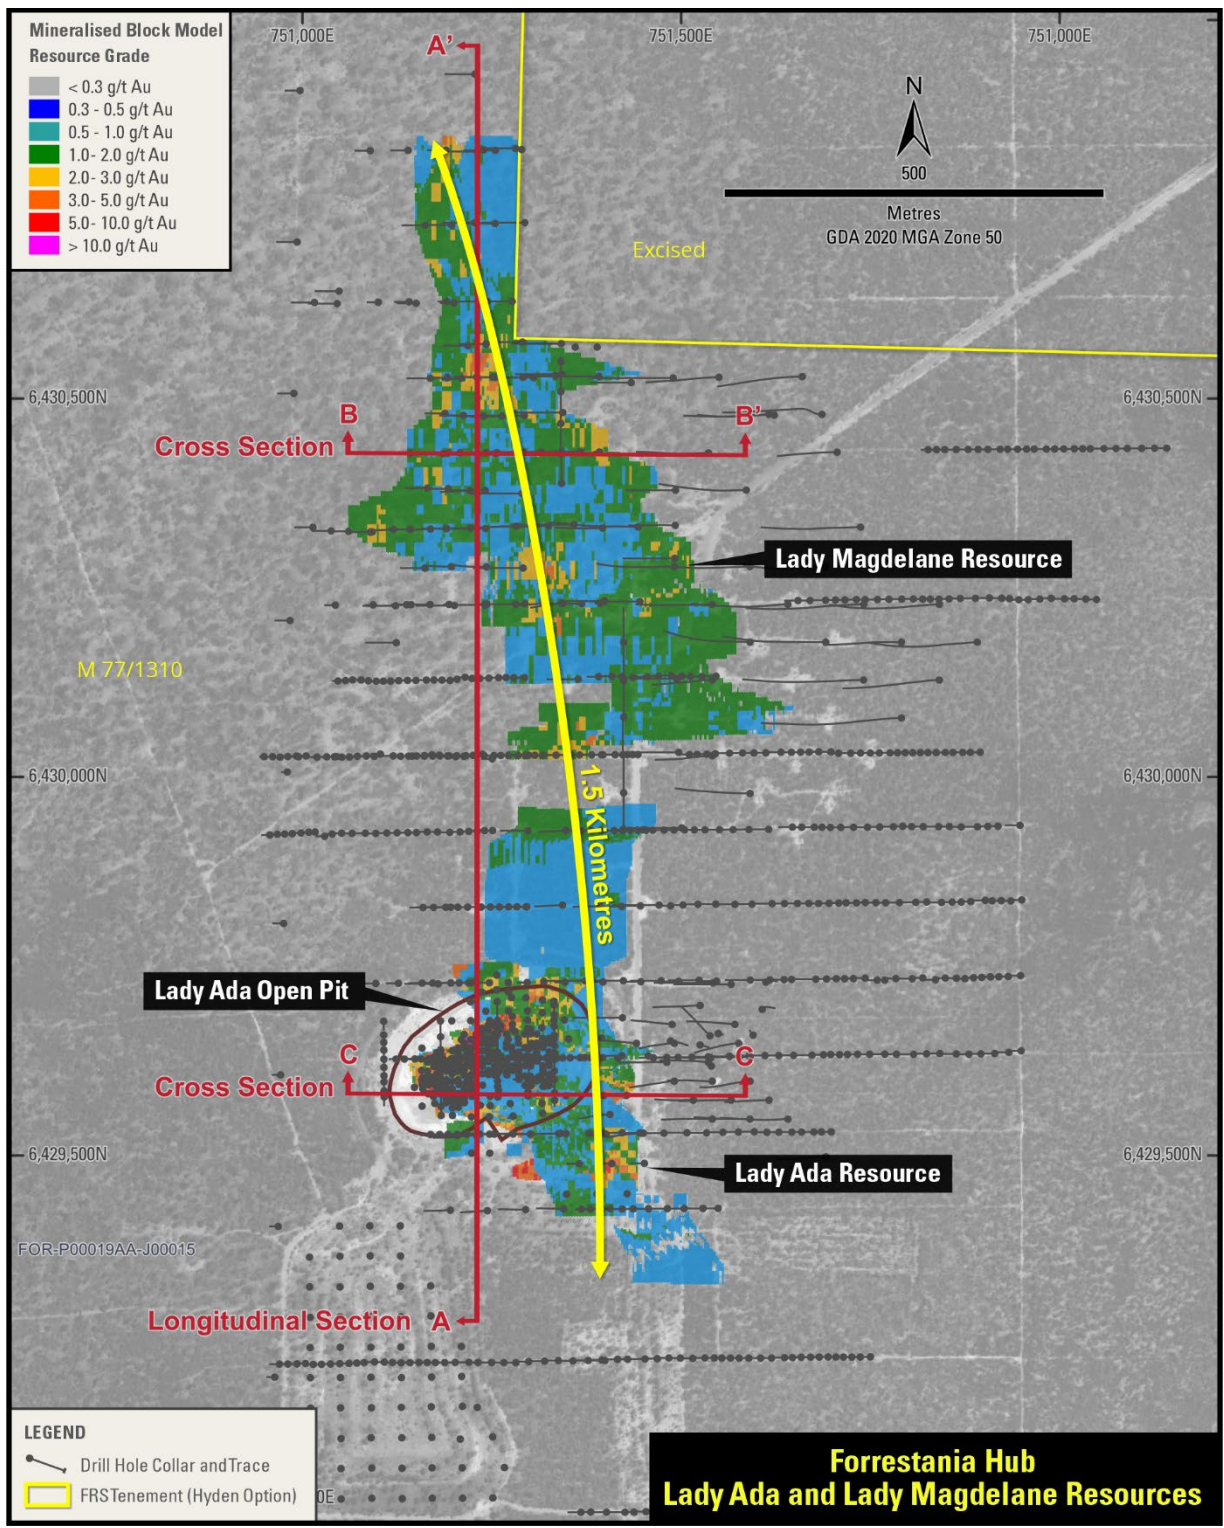 Mineralised Block Model
Resource Grade
< 0.3 g/t Au
0.3 - 0.5 g/t Au
0.5 - 1.0 g/t Au
1.0- 2.0 g/t Au
2.0- 3.0 g/t Au
3.0- 5.0 g/t Au
5.0- 10.0 g/t Au
> 10.0 g/t Au
751,000E
751,500E
751,000E
A'
N
500
Metres
GDA 2020 MGA Zone 50
Excised
6,430,500N
6,430,500N
B
B'
Cross Section
Lady Magdelane Resource
M 77/1310
6,430,000N
6,430,000N
1.5 Kilometres
Lady Ada Open Pit
C
C
Cross Section
6,429,500N
6,429,500N
Lady Ada Resource
FOR-P00019AA-J00015
Longitudinal Section A
LEGEND
Drill Hole Collar and Trace
FRSTenement (Hyden Option)
0E
Forrestania Hub
Lady Ada and Lady Magdelane Resources